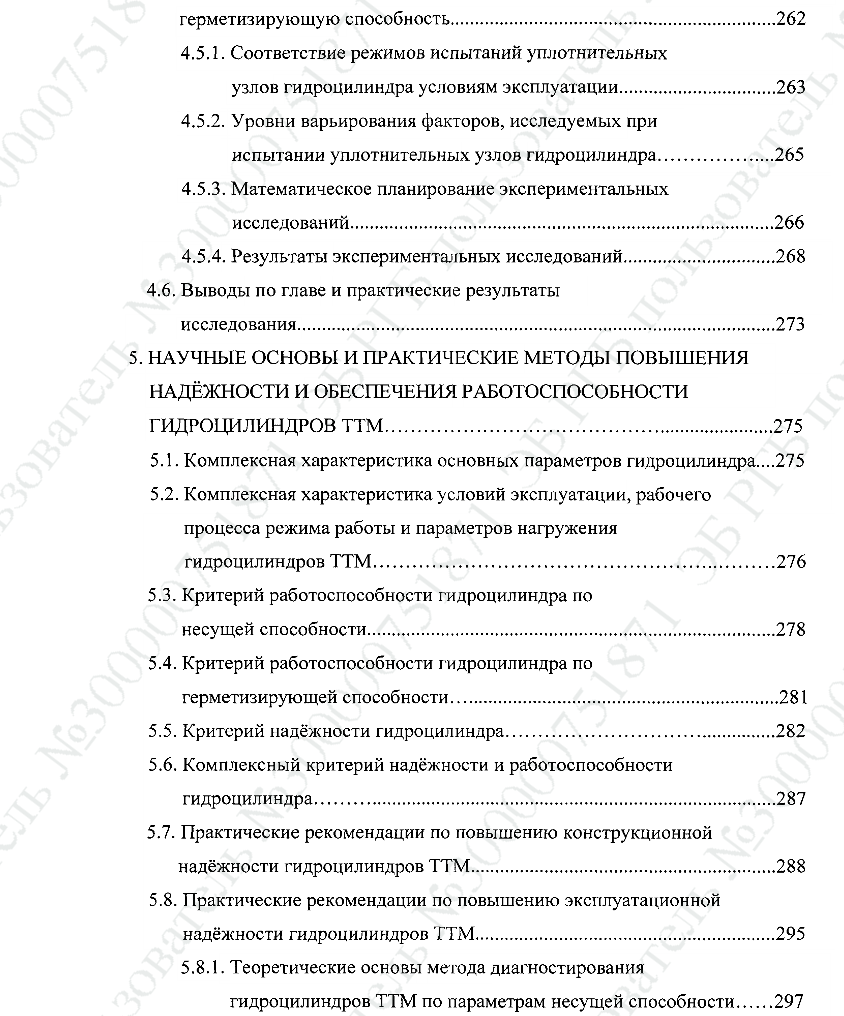 герметизирующую способность...262
4.5.1. Соответствие режимов испытаний уплотнительных
узлов гидроцилиндра условиям эксплуатации...263
4.5.2. Уровни варьирования факторов, исследуемых при
испытании уплотнительных узлов гидроцилиндра...265
4.5.3. Математическое планирование экспериментальных
исследований...266
4.5.4. Результаты экспериментальных исследований...268
4.6. Выводы по главе и практические результаты
исследования...273
5. НАУЧНЫЕ ОСНОВЫ И ПРАКТИЧЕСКИЕ МЕТОДЫ ПОВЫШЕНИЯ
НАДЁЖНОСТИ И ОБЕСПЕЧЕНИЯ РАБОТОСПОСОБНОСТИ
ГИДРОЦИЛИНДРОВ ТТМ...275
5.1. Комплексная характеристика основных параметров гидроцилиндра...275
5.2. Комплексная характеристика условий эксплуатации, рабочего
процесса режима работы и параметров нагружения
гидроцилиндров ТТМ...276
5.3. Критерий работоспособности гидроцилиндра по
несущей способности...278
5.4. Критерий работоспособности гидроцилиндра по
герметизирующей способности...281
5.5. Критерий надёжности гидроцилиндра...282
5.6. Комплексный критерий надёжности и работоспособности
гидроцилиндра...287
5.7. Практические рекомендации по повышению конструкционной
надёжности гидроцилиндров ТТМ...288
5.8. Практические рекомендации по повышению эксплуатационной
надёжности гидроцилиндров ТТМ...295
5.8.1. Теоретические основы метода диагностирования
гидроцилиндров ТТМ по параметрам несущей способности...297